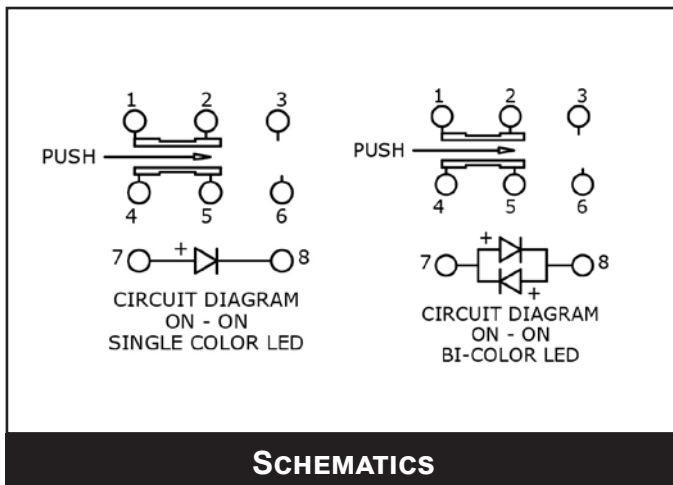 1 2 3
PUSH
4 5 6
7 + 8
CIRCUIT DIAGRAM
ON - ON
SINGLE COLOR LED
1 2 3
PUSH
4 5 6
+
7 8
+
CIRCUIT DIAGRAM
ON - ON
BI-COLOR LED
SCHEMATICS